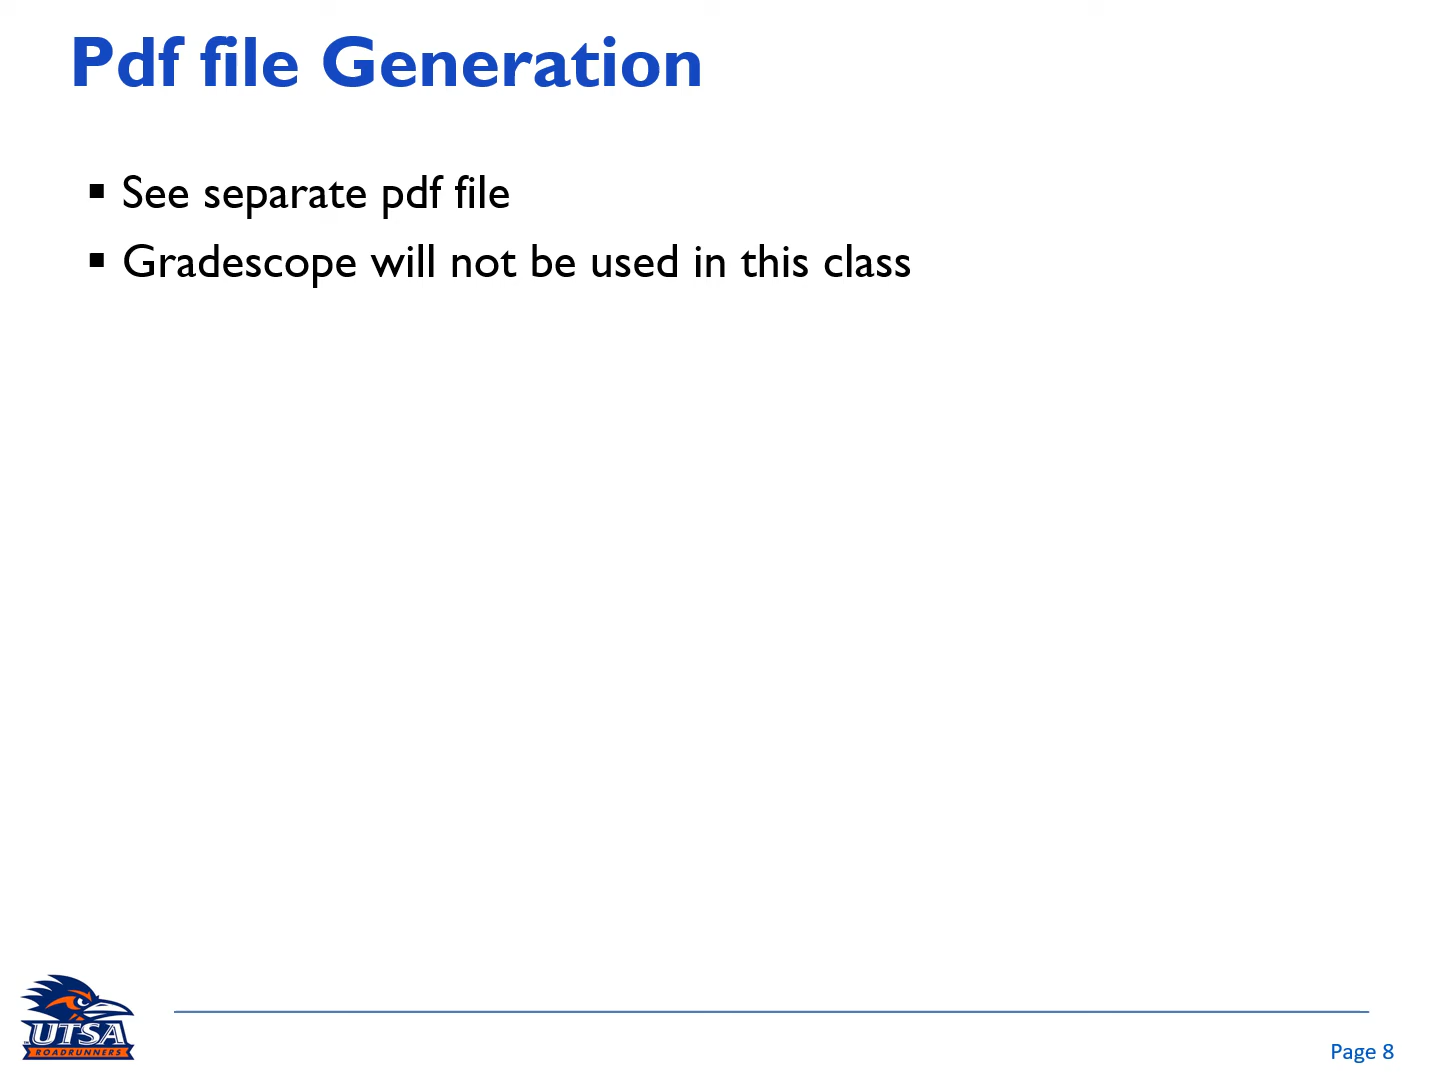 Pdf file Generation
▪ See separate pdf file
▪ Gradescope will not be used in this class
UTSA
ROADRUNNERS
Page 8